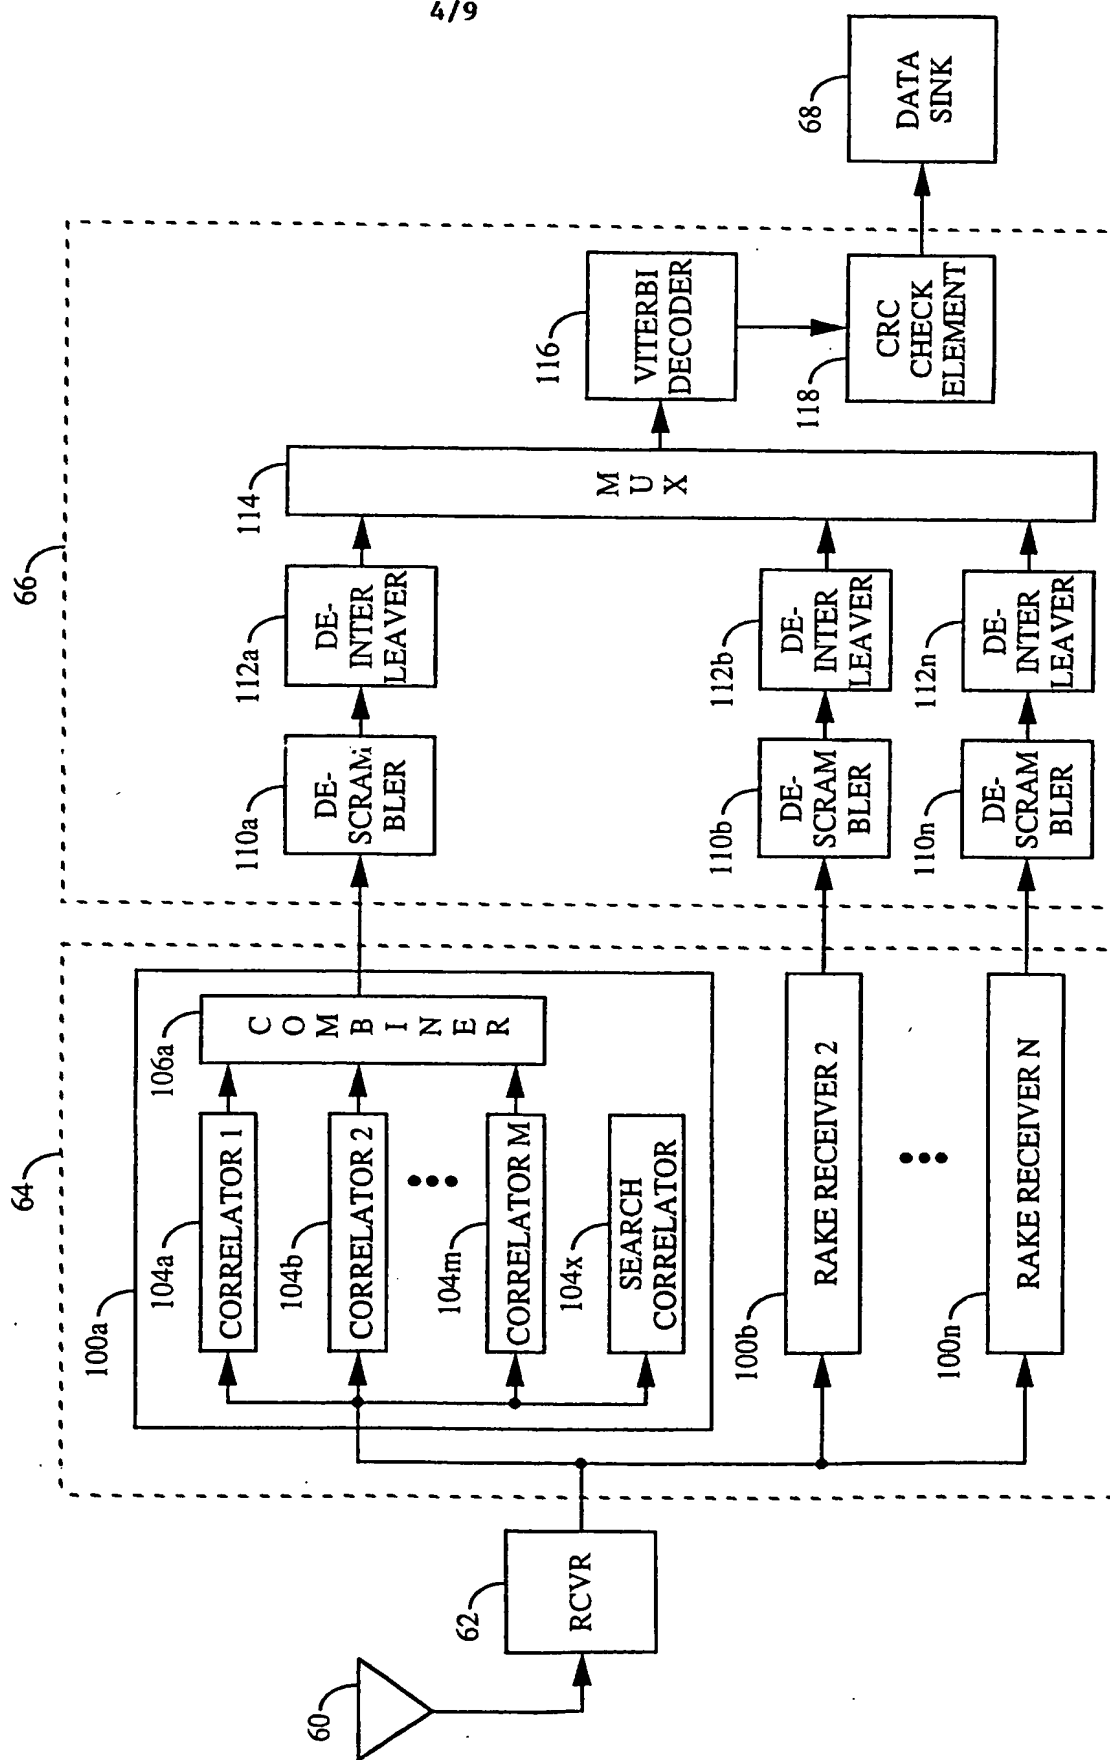 4/9
60
62
RCVR
64
100a
104a
CORRELATOR 1
104b
CORRELATOR 2
104m
CORRELATOR M
104x
SEARCH
CORRELATOR
106a
C
O
M
B
I
N
E
R
100b
RAKE RECEIVER 2
100n
RAKE RECEIVER N
66
110a
DE-
SCRAM
BLER
112a
DE-
INTER
LEAVER
110b
DE-
SCRAM
BLER
112b
DE-
INTER
LEAVER
110n
DE-
SCRAM
BLER
112n
DE-
INTER
LEAVER
114
M
U
X
116
VITERBI
DECODER
118
CRC
CHECK
ELEMENT
68
DATA
SINK